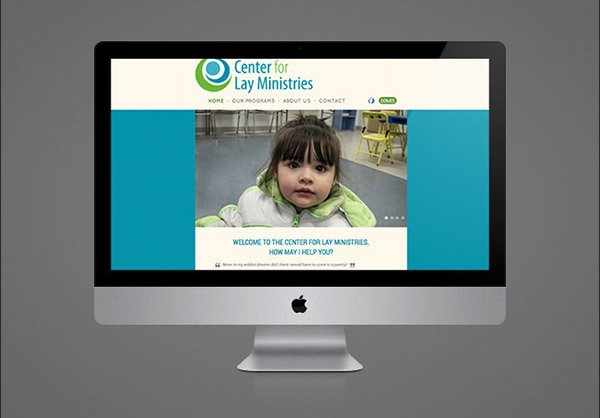 Center for
Lay Ministries
HOME - OUR PROGRAMS - ABOUT US - CONTACT
DONATE
WELCOME TO THE CENTER FOR LAY MINISTRIES.
HOW MAY I HELP YOU?
“ Never in my wildest dreams did I think I would have to come to a pantry! ”